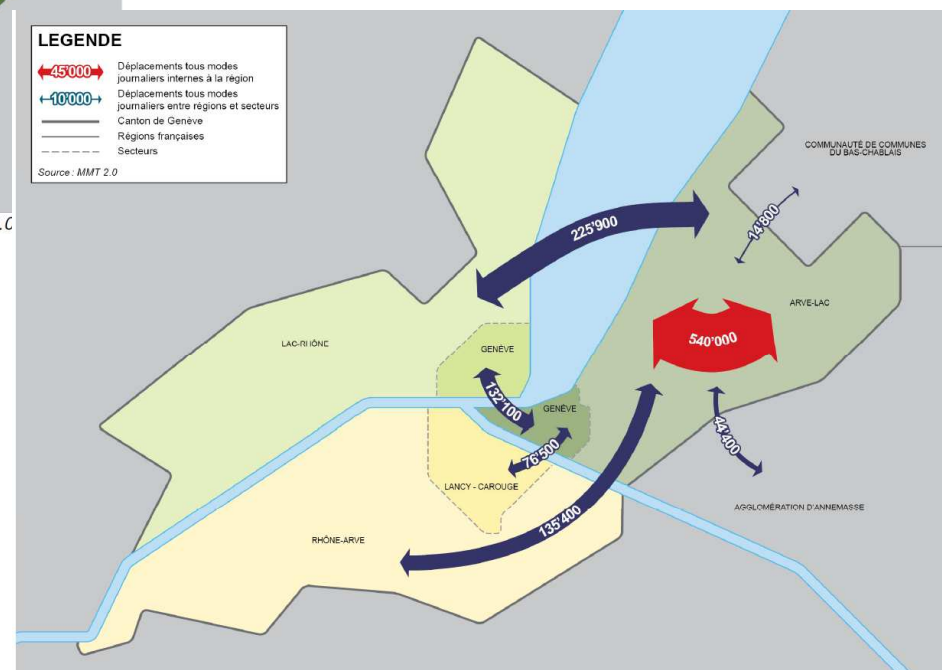 LEGENDE
45'000
Déplacements tous modes
journaliers internes à la région
10'000
Déplacements tous modes
journaliers entre régions et secteurs
Canton de Genève
Régions françaises
Secteurs
Source : MMT 2.0
.0
COMMUNAUTÉ DE COMMUNES
DU BAS-CHABLAIS
14'800
225'900
ARVE-LAC
540'000
LAC-RHÔNE
GENÈVE
132'100
GENÈVE
44'400
76'500
LANCY - CAROUGE
AGGLOMÉRATION D'ANNEMASSE
135'400
RHÔNE-ARVE